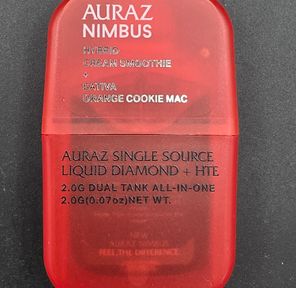 AURAZ
NIMBUS
HYBRID
CREAM SMOOTHIE
+
SATIVA
ORANGE COOKIE MAC
AURAZ SINGLE SOURCE
LIQUID DIAMOND + HTE
2.0G DUAL TANK ALL-IN-ONE
2.0G(0.07oz)NET WT.
NEW
AURAZ NIMBUS
FEEL THE DIFFERENCE